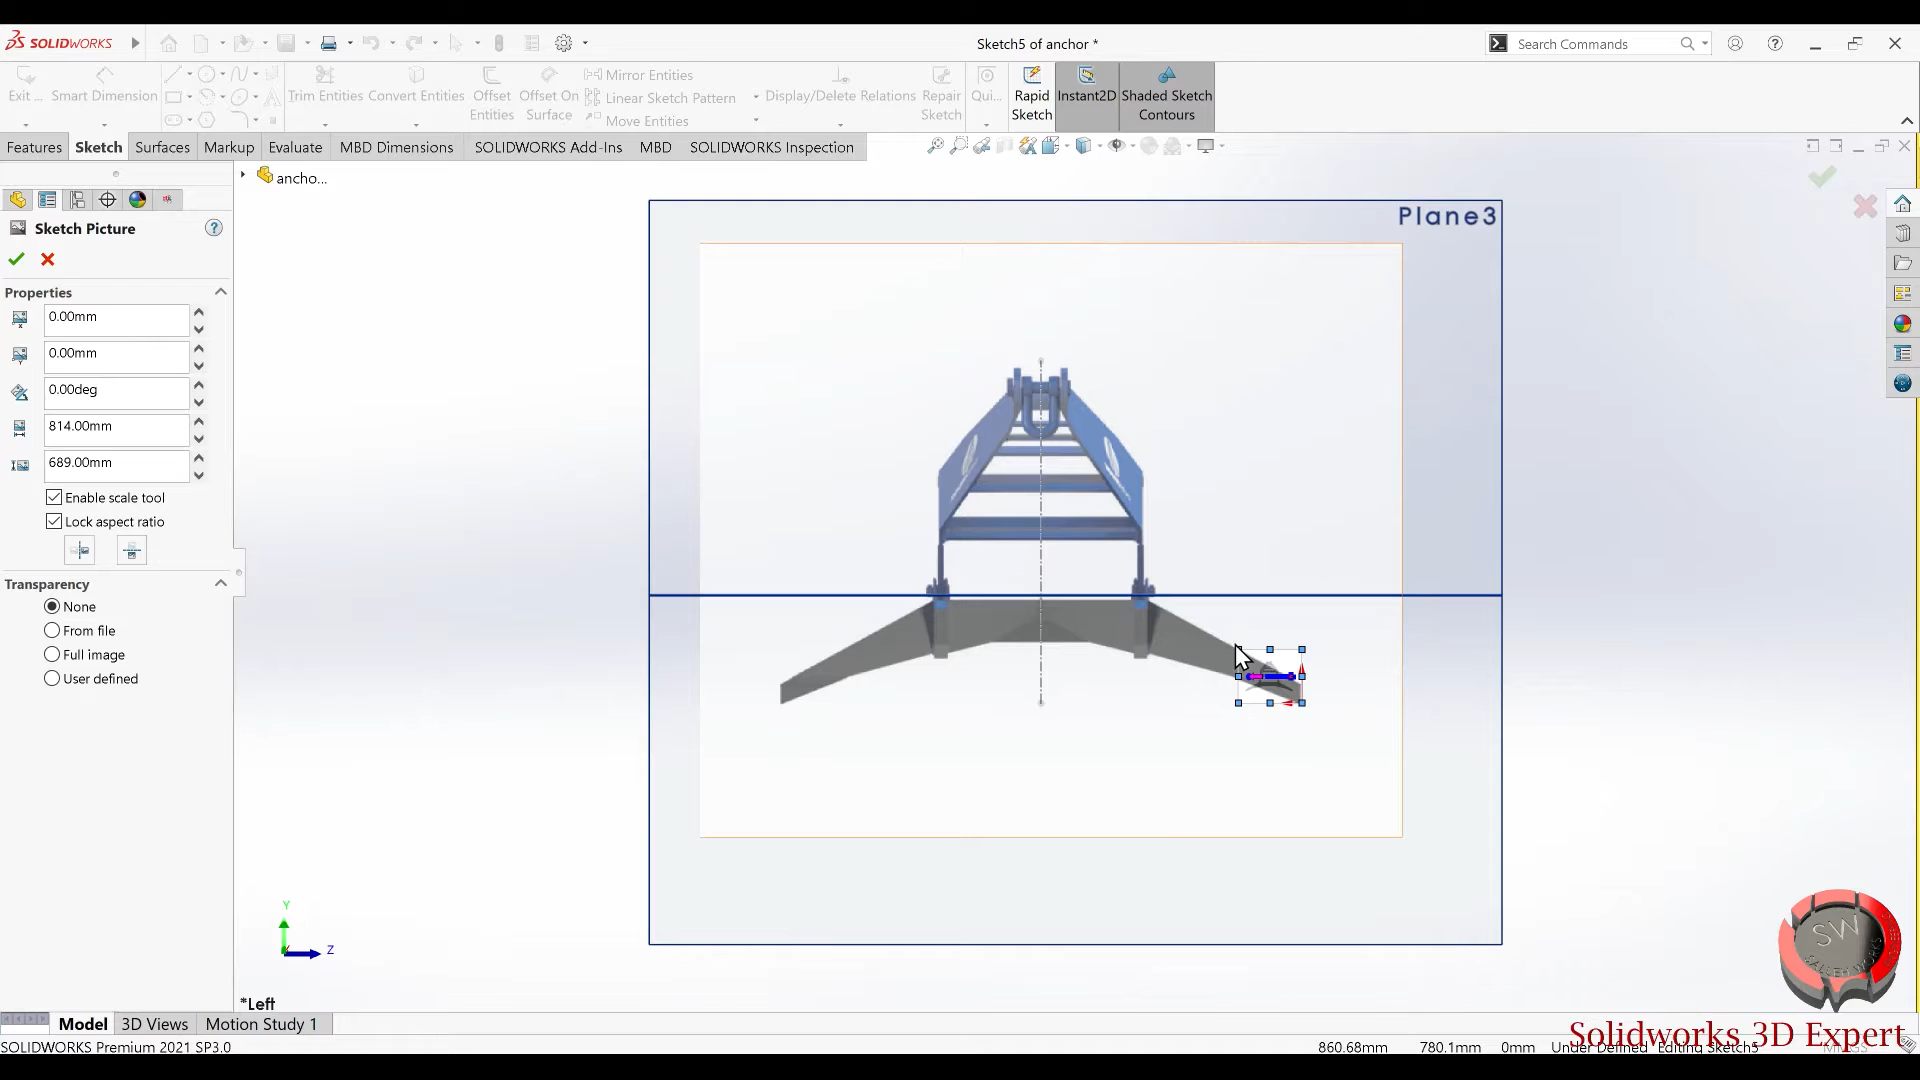 SOLIDWORKS
Sketch5 of anchor *
Search Commands
Exit ...
Smart Dimension
Trim Entities
Convert Entities
Offset Entities
Offset On Surface
Mirror Entities
Linear Sketch Pattern
Move Entities
Display/Delete Relations
Repair Sketch
Qui...
Rapid Sketch
Instant2D
Shaded Sketch Contours
Features
Sketch
Surfaces
Markup
Evaluate
MBD Dimensions
SOLIDWORKS Add-Ins
MBD
SOLIDWORKS Inspection
ancho...
Plane3
Sketch Picture
Properties
0.00mm
0.00mm
0.00deg
814.00mm
689.00mm
Enable scale tool
Lock aspect ratio
Transparency
None
From file
Full image
User defined
Y
Z
*Left
SW
Model
3D Views
Motion Study 1
Solidworks 3D Expert
SOLIDWORKS Premium 2021 SP3.0
860.68mm
780.1mm
0mm
Under Defined
Editing Sketch5